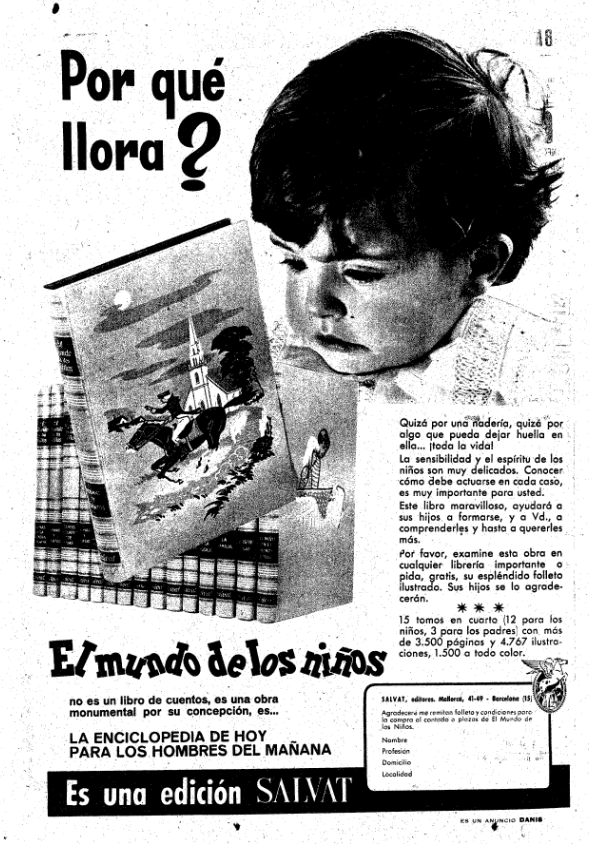 Por qué
llora?
El
mundo
de los
niños
Quizá por una nadería, quizá por
algo que pueda dejar huella en
ella... ¡toda la vida!
La sensibilidad y el espíritu de los
niños son muy delicados. Conocer
cómo debe actuarse en cada caso,
es muy importante para usted.
Este libro maravilloso, ayudará a
sus hijos a formarse, y a Vd., a
comprenderles y hasta a quererles
más.
Por favor, examine esta obra en
cualquier librería importante o
pida, gratis, su espléndido folleto
ilustrado. Sus hijos se lo agrade-
cerán.
* * *
15 tomos en cuarto (12 para los
niños, 3 para los padres) con más
de 3.500 páginas y 4.767 ilustra-
ciones, 1.500 a todo color.
El mundo de los niños
no es un libro de cuentos, es una obra
monumental por su concepción, es...
LA ENCICLOPEDIA DE HOY
PARA LOS HOMBRES DEL MAÑANA
SALVAT, editores. Mallorca, 41-49 - Barcelona (15)
Agradeceré me remitan folleto y condiciones para
la compra al contado a plazos de El Mundo de
los Niños.
Nombre
Profesión
Domicilio
Localidad
Es una edición SALVAT
ES UN ANUNCIO DANIS